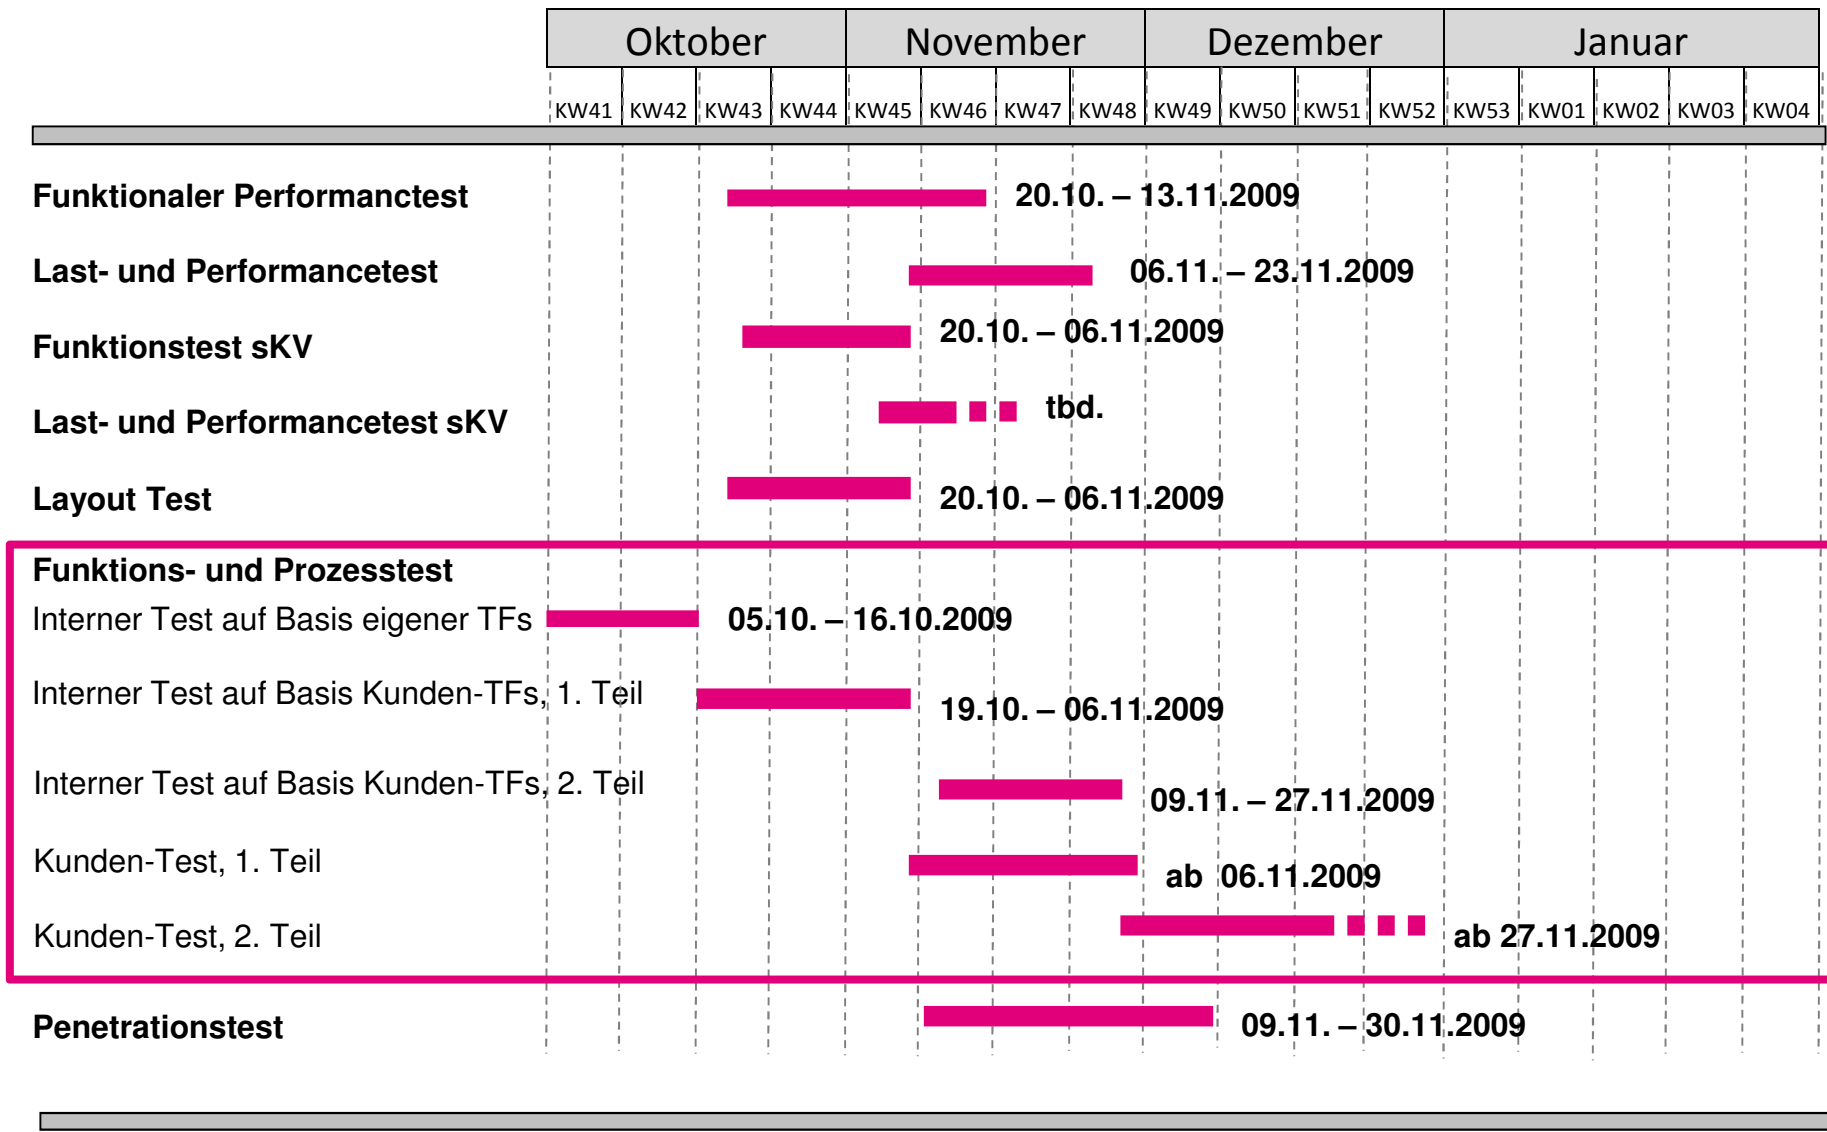 Oktober November Dezember Januar
KW41 KW42 KW43 KW44 KW45 KW46 KW47 KW48 KW49 KW50 KW51 KW52 KW53 KW01 KW02 KW03 KW04
Funktionaler Performanctest 20.10. – 13.11.2009
Last- und Performancetest 06.11. – 23.11.2009
Funktionstest sKV 20.10. – 06.11.2009
Last- und Performancetest sKV tbd.
Layout Test 20.10. – 06.11.2009
Funktions- und Prozesstest
Interner Test auf Basis eigener TFs 05.10. – 16.10.2009
Interner Test auf Basis Kunden-TFs, 1. Teil 19.10. – 06.11.2009
Interner Test auf Basis Kunden-TFs, 2. Teil 09.11. – 27.11.2009
Kunden-Test, 1. Teil ab 06.11.2009
Kunden-Test, 2. Teil ab 27.11.2009
Penetrationstest 09.11. – 30.11.2009